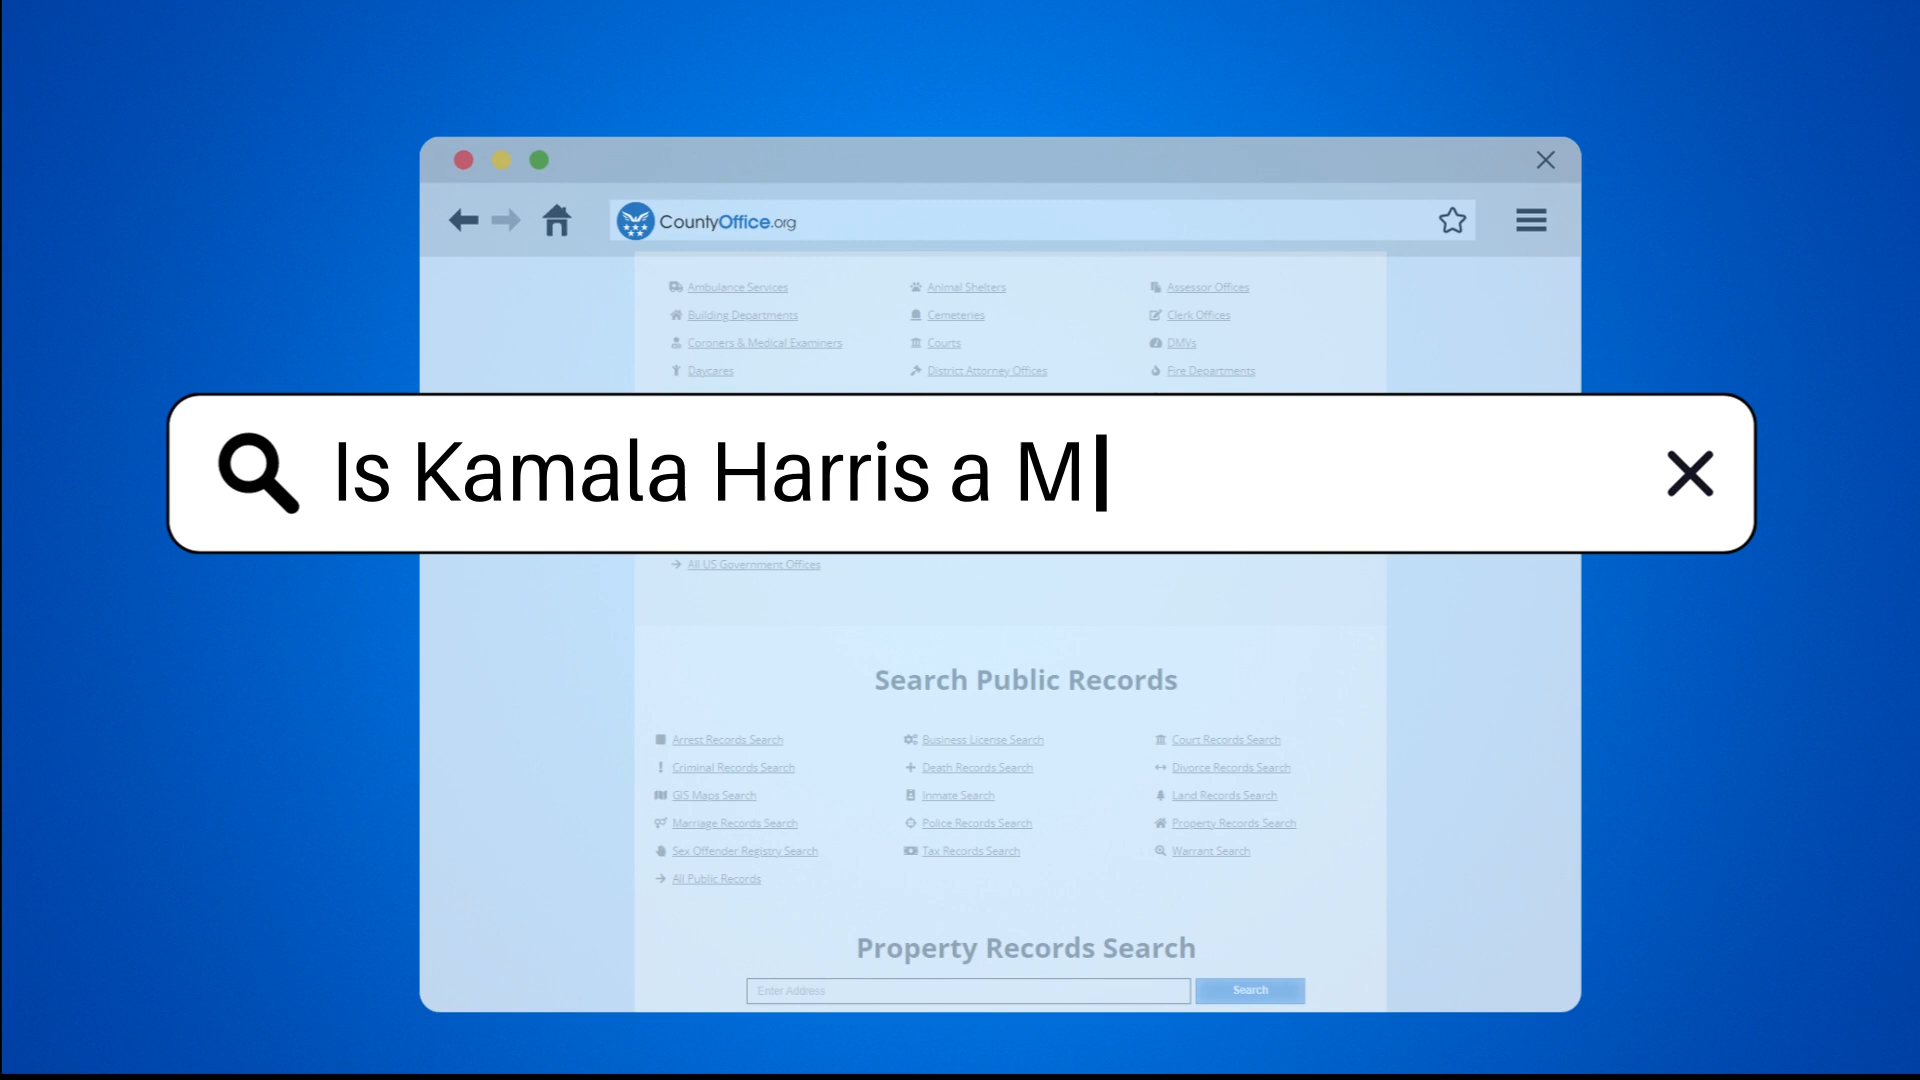 CountyOffice.org
Ambulance Services Animal Shelters Assessor Offices
Building Departments Cemeteries Clerk Offices
Coroners & Medical Examiners Courts DMVs
Daycares District Attorney Offices Fire Departments
Is Kamala Harris a M
All US Government Offices
Search Public Records
Arrest Records Search Business License Search Court Records Search
Criminal Records Search Death Records Search Divorce Records Search
GIS Maps Search Inmate Search Land Records Search
Marriage Records Search Police Records Search Property Records Search
Sex Offender Registry Search Tax Records Search Warrant Search
All Public Records
Property Records Search
Enter Address Search